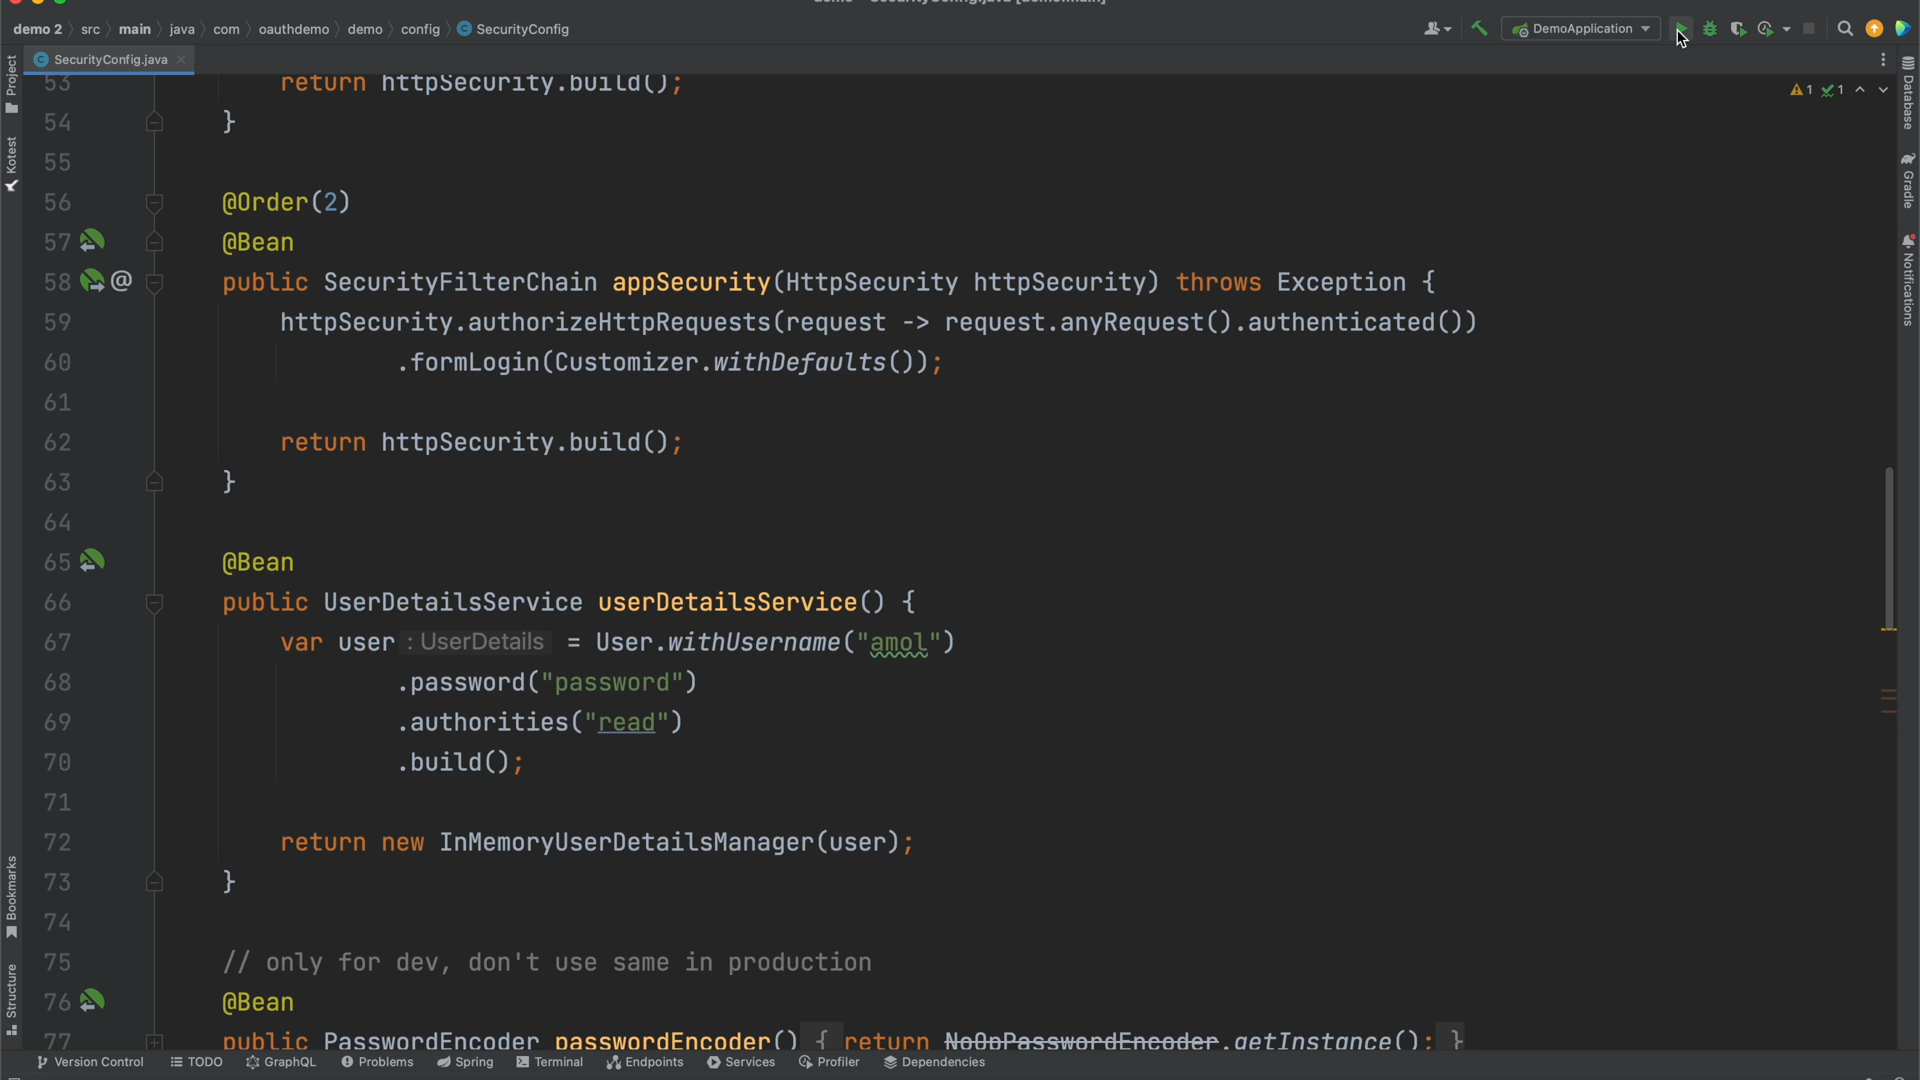 demo 2 src main java com oauthdemo demo config SecurityConfig
DemoApplication
SecurityConfig.java
1 1
53 return httpSecurity.build();
54 }
55
56 @Order(2)
57 @Bean
58 @ public SecurityFilterChain appSecurity(HttpSecurity httpSecurity) throws Exception {
59 httpSecurity.authorizeHttpRequests(request -> request.anyRequest().authenticated())
60 .formLogin(Customizer.withDefaults());
61
62 return httpSecurity.build();
63 }
64
65 @Bean
66 public UserDetailsService userDetailsService() {
67 var user : UserDetails = User.withUsername("amol")
68 .password("password")
69 .authorities("read")
70 .build();
71
72 return new InMemoryUserDetailsManager(user);
73 }
74
75 // only for dev, don't use same in production
76 @Bean
77 public PasswordEncoder passwordEncoder() { return NoOpPasswordEncoder.getInstance(); }
Project
Kotest
Bookmarks
Structure
Database
Gradle
Notifications
Version Control TODO GraphQL Problems Spring Terminal Endpoints Services Profiler Dependencies